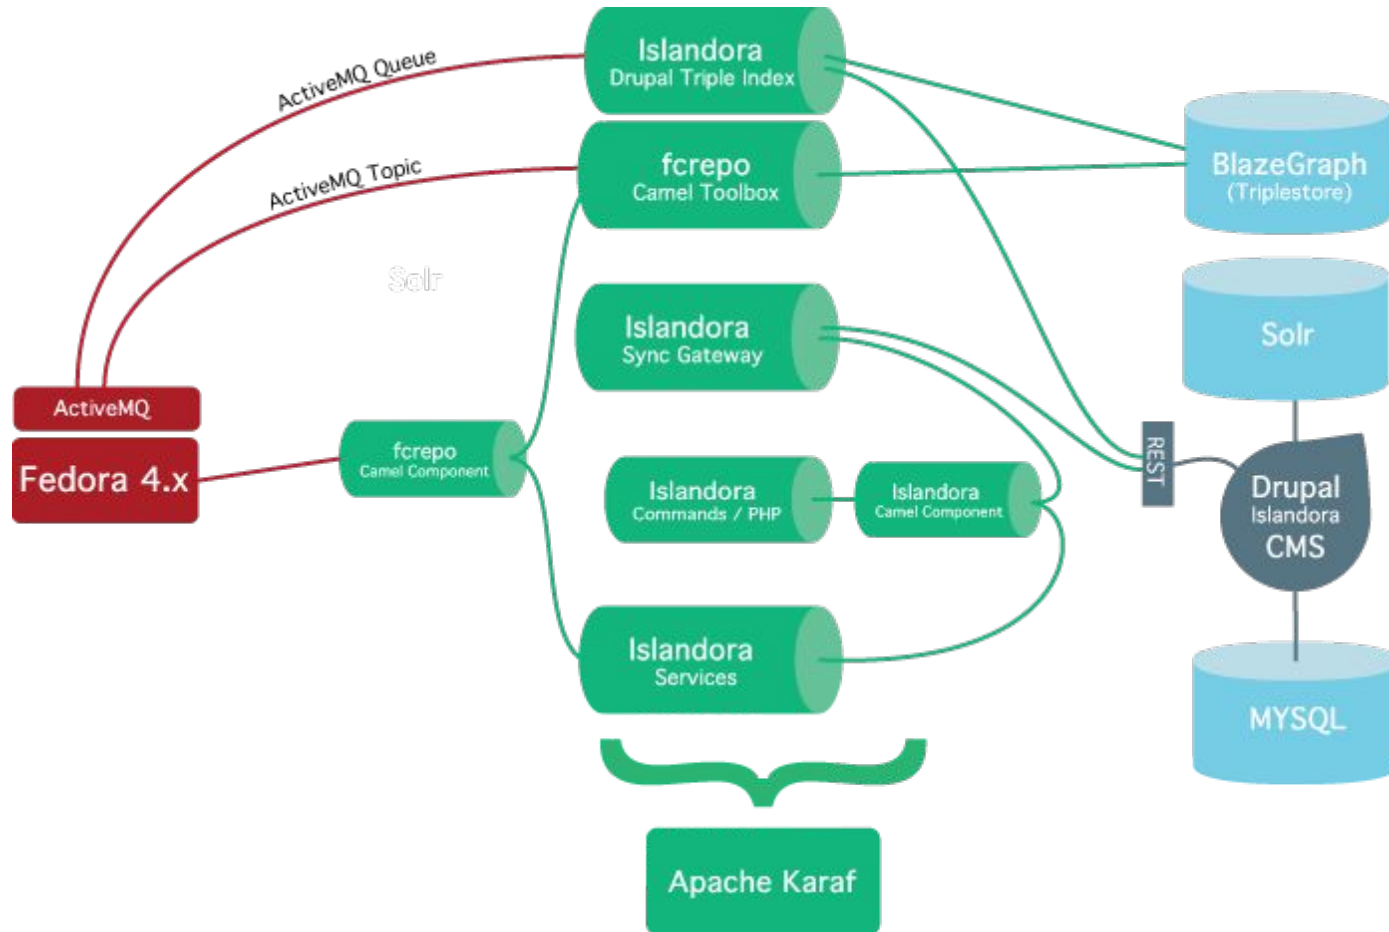 Islandora
Drupal Triple Index
ActiveMQ Queue
fcrepo
Camel Toolbox
ActiveMQ Topic
BlazeGraph
(Triplestore)
Solr
Islandora
Sync Gateway
Solr
ActiveMQ
Fedora 4.x
fcrepo
Camel Component
Islandora
Commands / PHP
Islandora
Camel Component
REST
Drupal
Islandora
CMS
Islandora
Services
MYSQL
Apache Karaf